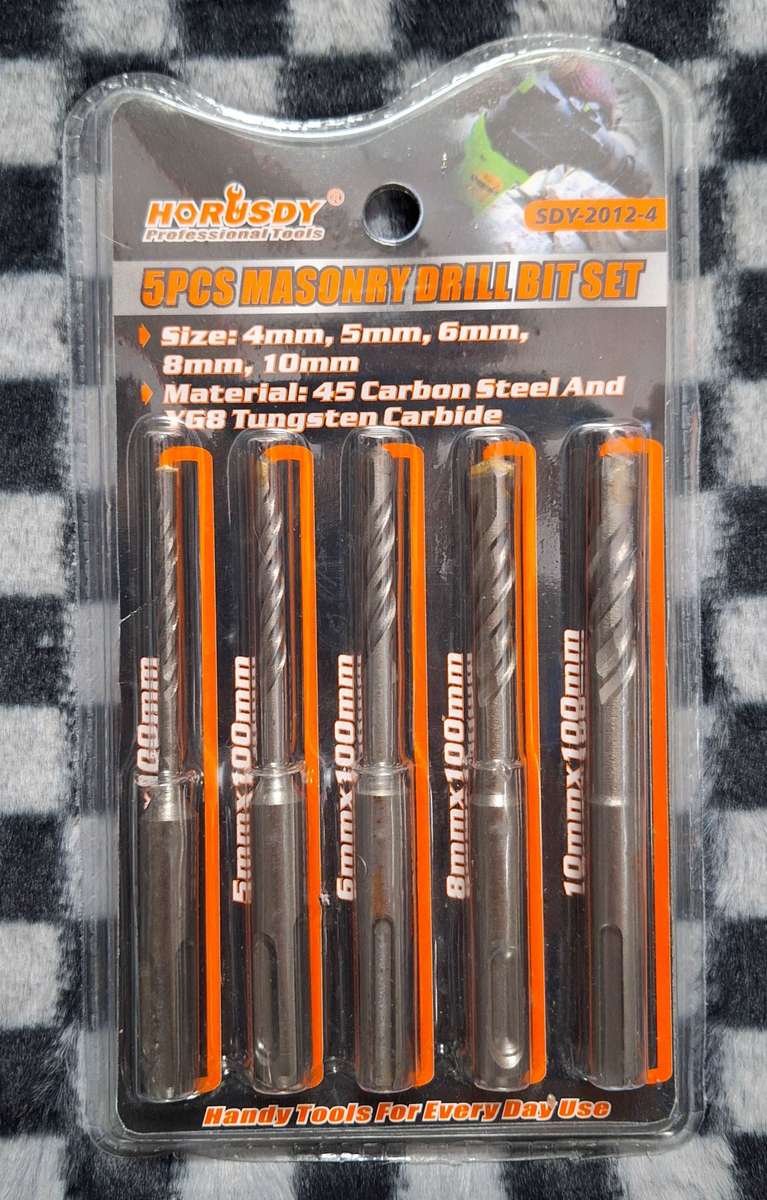 HORUSDY ®
Professional Tools
SDY-2012-4
5PCS MASONRY DRILL BIT SET
Size: 4mm, 5mm, 6mm,
8mm, 10mm
Material: 45 Carbon Steel And
YG8 Tungsten Carbide
100mm
5mmx100mm
6mmx100mm
8mmx100mm
10mmx100mm
Handy Tools For Every Day Use